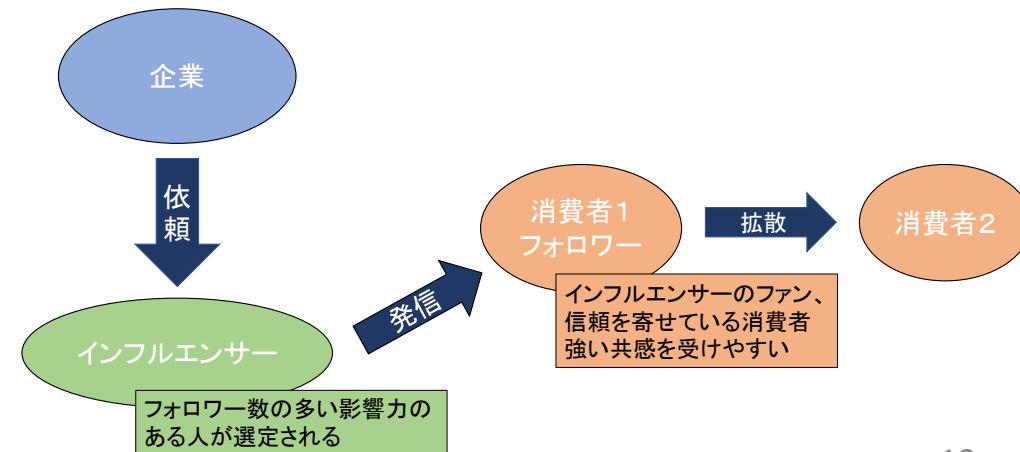 企業
依
頼
インフルエンサー
フォロワー数の多い影響力の
ある人が選定される
発信
消費者1
フォロワー
インフルエンサーのファン、
信頼を寄せている消費者
強い共感を受けやすい
拡散
消費者2